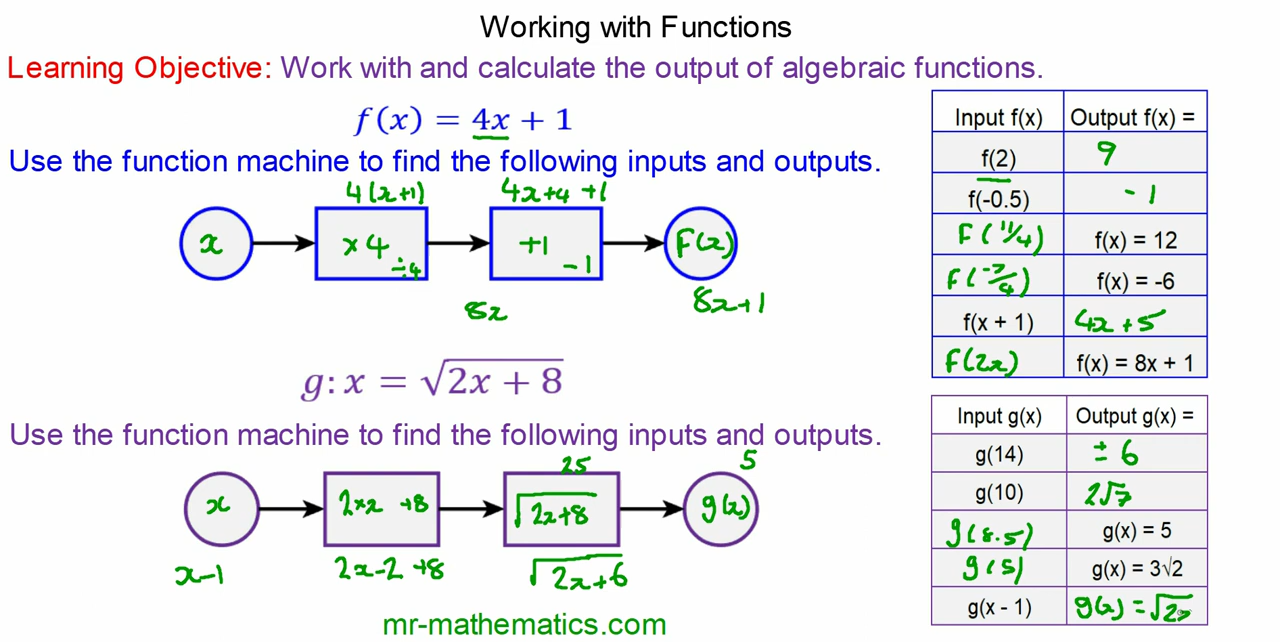 Working with Functions
Learning Objective: Work with and calculate the output of algebraic functions.
f(x) = 4x + 1
Use the function machine to find the following inputs and outputs.
4(x+1) 4x+4 +1
x ×4 ÷4 +1 -1 F(x)
8x 8x+1
Input f(x) Output f(x) =
f(2) 9
f(-0.5) -1
F(11/4) f(x) = 12
F(-7/4) f(x) = -6
f(x + 1) 4x+5
F(2x) f(x) = 8x + 1
g: x = √2x + 8
Use the function machine to find the following inputs and outputs.
25 5
x 2×x +8 √2x+8 g(x)
x-1 2x-2+8 √2x+6
Input g(x) Output g(x) =
g(14) ±6
g(10) 2√7
g(8.5) g(x) = 5
g(5) g(x) = 3√2
g(x - 1) g(x) = √2x
mr-mathematics.com